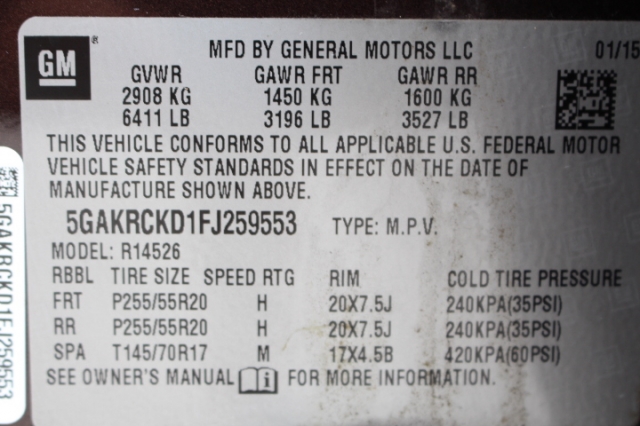 GM ® MFD BY GENERAL MOTORS LLC 01/15
GVWR GAWR FRT GAWR RR
2908 KG 1450 KG 1600 KG
6411 LB 3196 LB 3527 LB
THIS VEHICLE CONFORMS TO ALL APPLICABLE U.S. FEDERAL MOTOR
VEHICLE SAFETY STANDARDS IN EFFECT ON THE DATE OF
MANUFACTURE SHOWN ABOVE.
5GAKRCKD1FJ259553 TYPE: M.P.V.
MODEL: R14526
RBBL TIRE SIZE SPEED RTG RIM COLD TIRE PRESSURE
FRT P255/55R20 H 20X7.5J 240KPA(35PSI)
RR P255/55R20 H 20X7.5J 240KPA(35PSI)
SPA T145/70R17 M 17X4.5B 420KPA(60PSI)
SEE OWNER'S MANUAL i FOR MORE INFORMATION.
5GAKRCKD1FJ259553